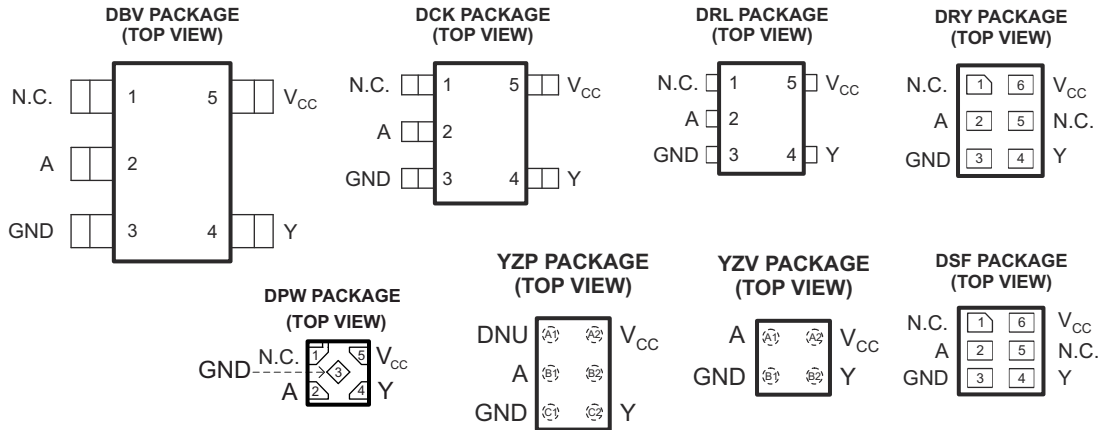 DBV PACKAGE
(TOP VIEW)
N.C. 1 5 VCC
A 2
GND 3 4 Y
DCK PACKAGE
(TOP VIEW)
N.C. 1 5 VCC
A 2
GND 3 4 Y
DRL PACKAGE
(TOP VIEW)
N.C. 1 5 VCC
A 2
GND 3 4 Y
DRY PACKAGE
(TOP VIEW)
N.C. 1 6 VCC
A 2 5 N.C.
GND 3 4 Y
DPW PACKAGE
(TOP VIEW)
N.C. 1 5 VCC
GND 3
A 2 4 Y
YZP PACKAGE
(TOP VIEW)
DNU A1 A2 VCC
A B1 B2
GND C1 C2 Y
YZV PACKAGE
(TOP VIEW)
A A1 A2 VCC
GND B1 B2 Y
DSF PACKAGE
(TOP VIEW)
N.C. 1 6 VCC
A 2 5 N.C.
GND 3 4 Y